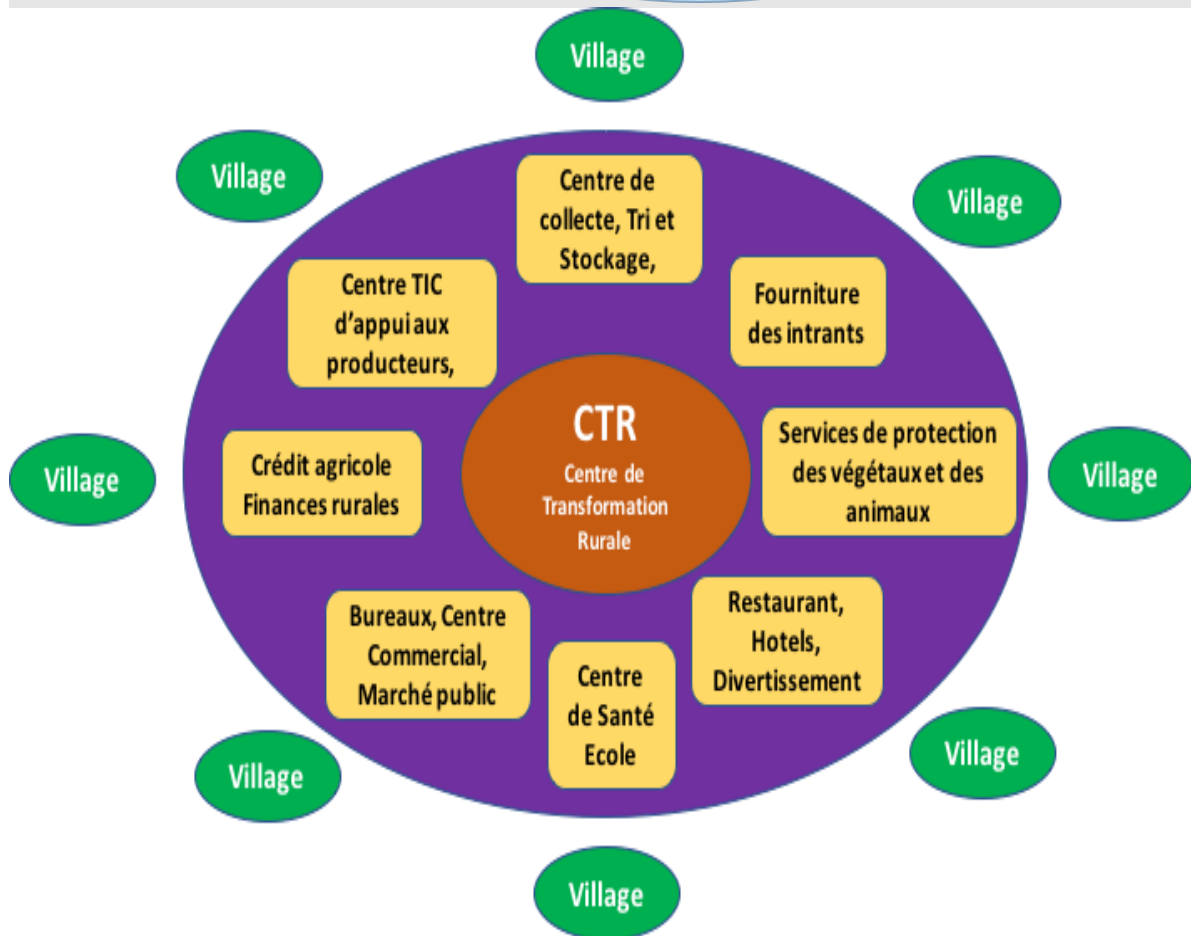 Village
Village
Village
Centre de
collecte, Tri et
Stockage,
Centre TIC
d'appui aux
producteurs,
Fourniture
des intrants
CTR
Centre de
Transformation
Rurale
Crédit agricole
Finances rurales
Services de protection
des végétaux et des
animaux
Village
Village
Bureaux, Centre
Commercial,
Marché public
Centre
de Santé
Ecole
Restaurant,
Hotels,
Divertissement
Village
Village
Village